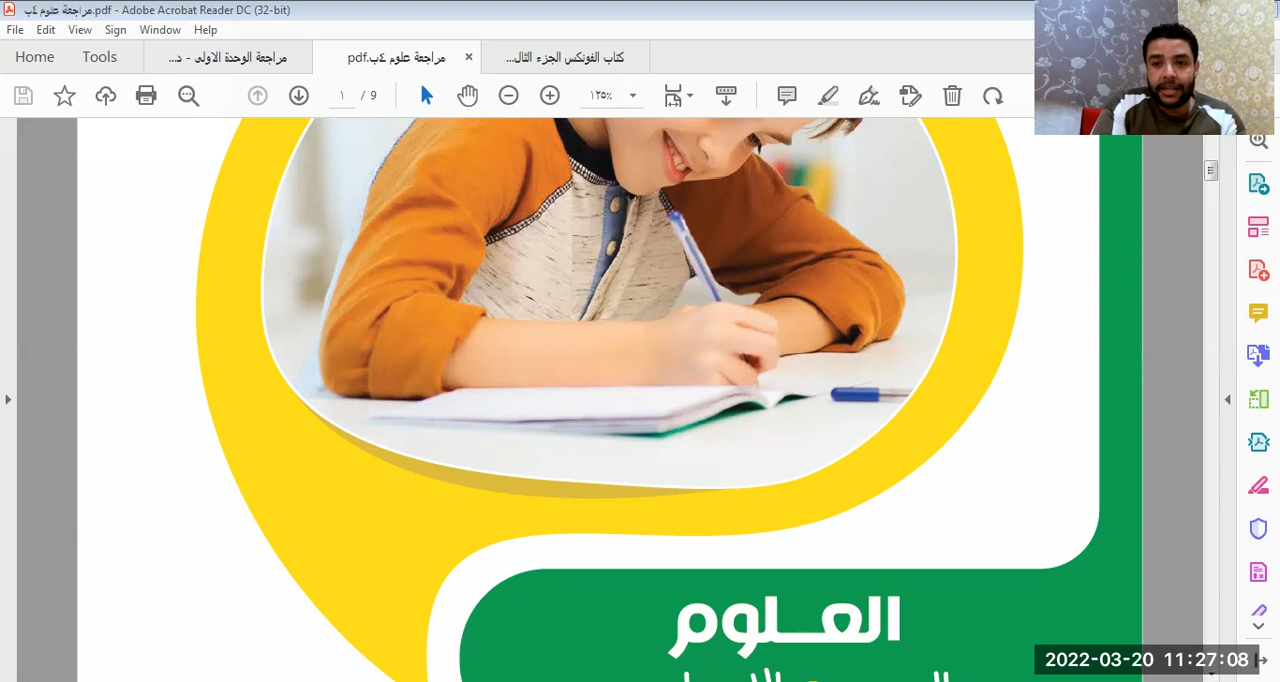 مراجعة علوم ٤ب.pdf - Adobe Acrobat Reader DC (32-bit)
File Edit View Sign Window Help
Home Tools مراجعة الوحدة الاولى - د... مراجعة علوم ٤ب.pdf × كتاب الفونكس الجزء الثال...
١ / 9 ١٢٥٪
العلوم
2022-03-20 11:27:08